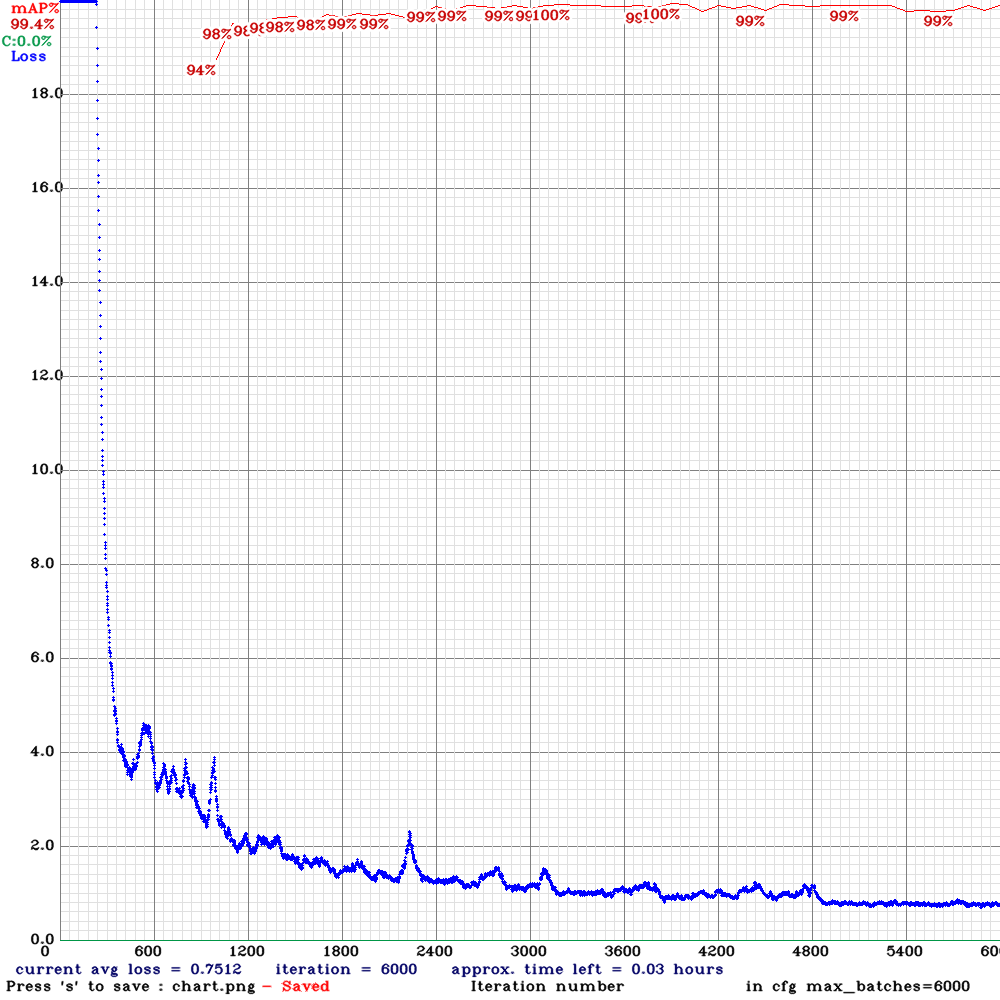 mAP%
99.4%
C:0.0%
Loss
98% 98 98 98% 98% 99% 99% 99% 99% 99% 99 100% 99 100% 99% 99% 99%
94%
18.0
16.0
14.0
12.0
10.0
8.0
6.0
4.0
2.0
0.0
0 600 1200 1800 2400 3000 3600 4200 4800 5400 600
current avg loss = 0.7512 iteration = 6000 approx. time left = 0.03 hours
Press 's' to save : chart.png - Saved Iteration number in cfg max_batches=6000